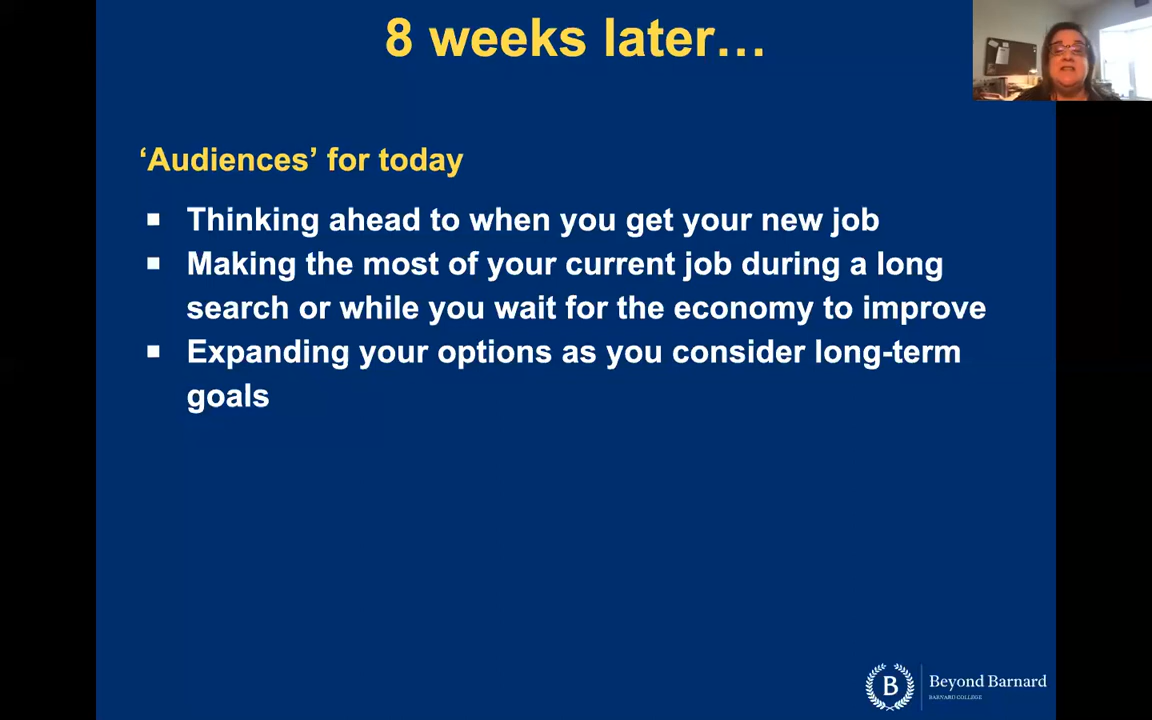 8 weeks later…
‘Audiences’ for today
Thinking ahead to when you get your new job
Making the most of your current job during a long
search or while you wait for the economy to improve
Expanding your options as you consider long-term
goals
B
Beyond Barnard
BARNARD COLLEGE